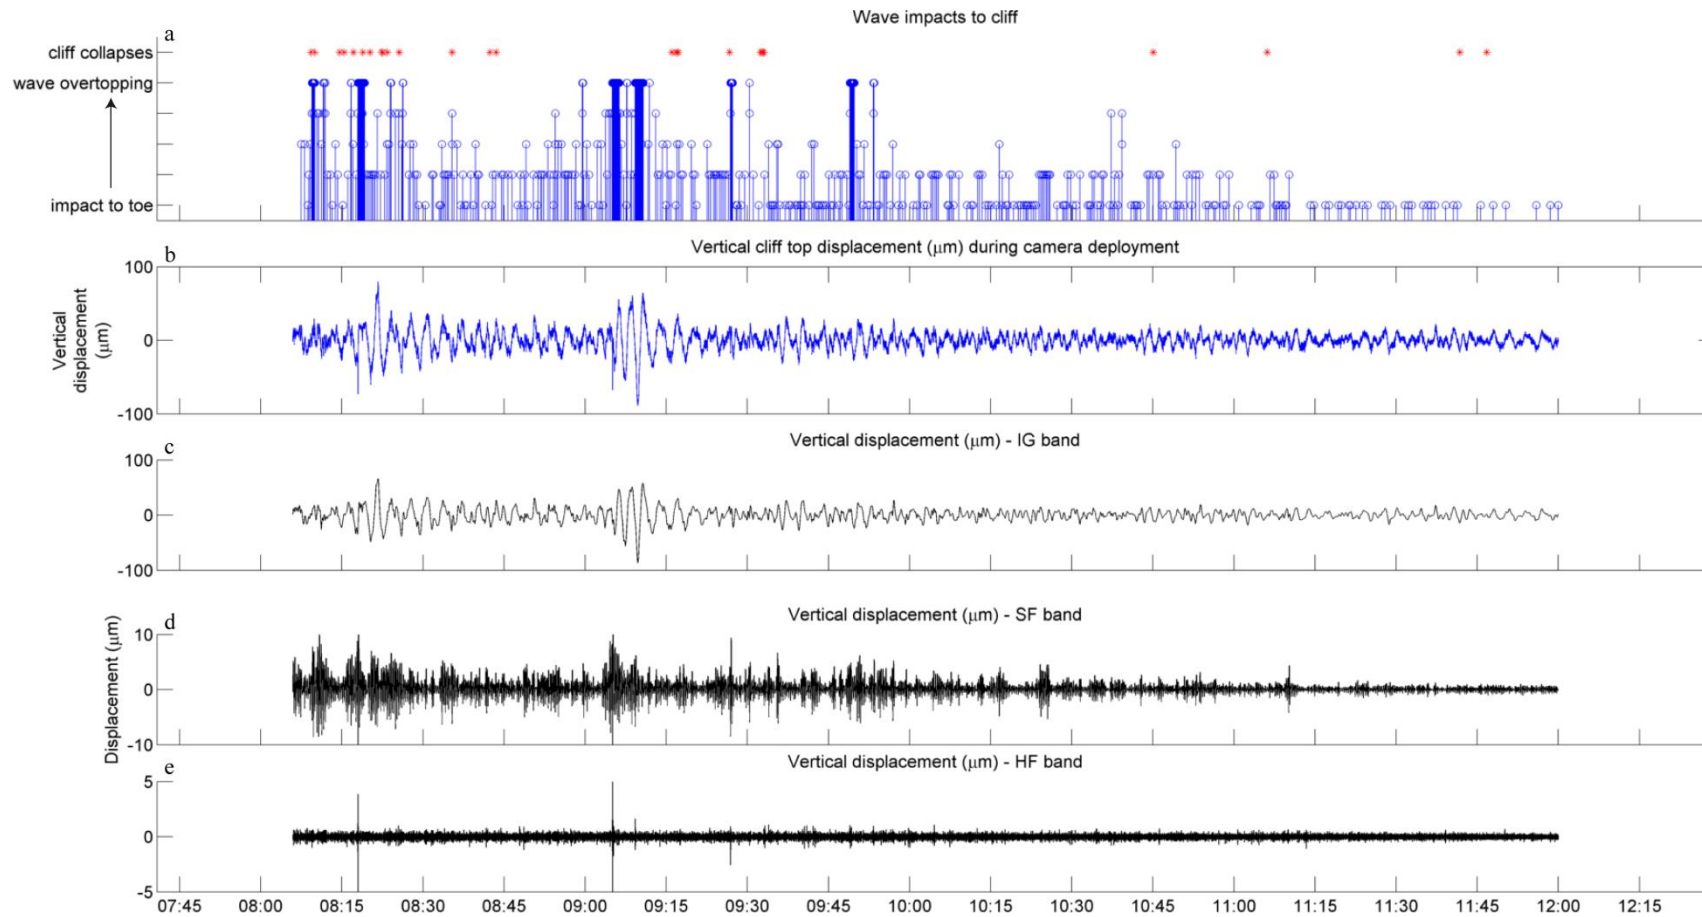 Wave impacts to cliff
a
cliff collapses
wave overtopping
impact to toe
Vertical cliff top displacement (μm) during camera deployment
b
100
0
-100
Vertical
displacement
(μm)
Vertical displacement (μm) - IG band
c
100
0
-100
Vertical displacement (μm) - SF band
d
10
0
-10
Displacement (μm)
Vertical displacement (μm) - HF band
e
5
0
-5
07:45 08:00 08:15 08:30 08:45 09:00 09:15 09:30 09:45 10:00 10:15 10:30 10:45 11:00 11:15 11:30 11:45 12:00 12:15